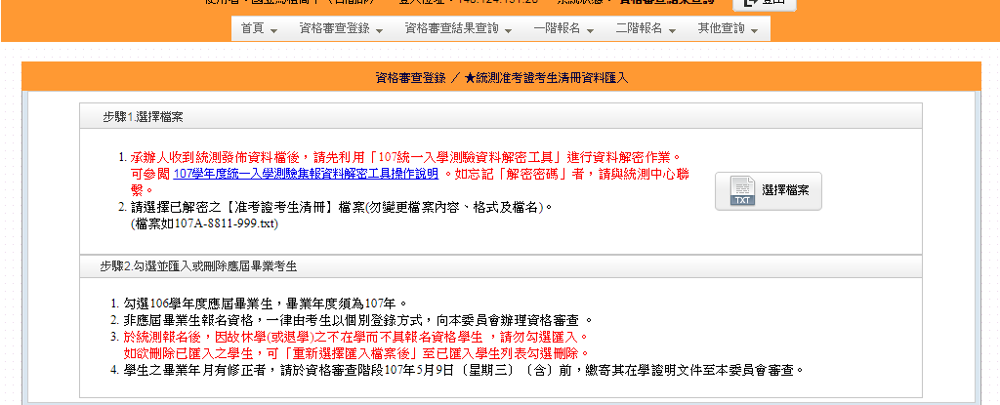 登出
首頁 資格審查登錄 資格審查結果查詢 一階報名 二階報名 其他查詢
資格審查登錄 ／ ★統測准考證考生清冊資料匯入
步驟1.選擇檔案
1. 承辦人收到統測發佈資料檔後，請先利用「107統一入學測驗資料解密工具」進行資料解密作業。
可參閱 107學年度統一入學測驗集報資料解密工具操作說明 。如忘記「解密密碼」者，請與統測中心聯
繫。
2. 請選擇已解密之【准考證考生清冊】檔案(勿變更檔案內容、格式及檔名)。
(檔案如107A-8811-999.txt)
TXT 選擇檔案
步驟2.勾選並匯入或刪除應屆畢業考生
1. 勾選106學年度應屆畢業生，畢業年度須為107年。
2. 非應屆畢業生報名資格，一律由考生以個別登錄方式，向本委員會辦理資格審查 。
3. 於統測報名後，因故休學(或退學)之不在學而不具報名資格學生 ，請勿勾選匯入。
如欲刪除已匯入之學生，可「重新選擇匯入檔案後」至已匯入學生列表勾選刪除。
4. 學生之畢業年月有修正者，請於資格審查階段107年5月9日〔星期三〕〔含〕前，繳寄其在學證明文件至本委員會審查。